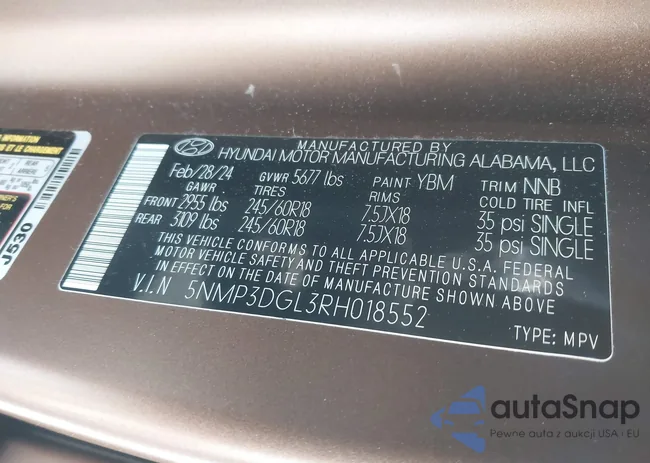 INFORMATION
J530
MANUFACTURED BY
HYUNDAI MOTOR MANUFACTURING ALABAMA, LLC
Feb/28/24 GVWR 5677 lbs PAINT YBM TRIM NNB
GAWR TIRES RIMS COLD TIRE INFL
FRONT 2955 lbs 245/60R18 7.5JX18 35 psi SINGLE
REAR 3109 lbs 245/60R18 7.5JX18 35 psi SINGLE
THIS VEHICLE CONFORMS TO ALL APPLICABLE U.S.A. FEDERAL
MOTOR VEHICLE SAFETY AND THEFT PREVENTION STANDARDS
IN EFFECT ON THE DATE OF MANUFACTURE SHOWN ABOVE
V.I.N 5NMP3DGL3RH018552
TYPE: MPV
autaSnap
Pewne auta z aukcji USA i EU